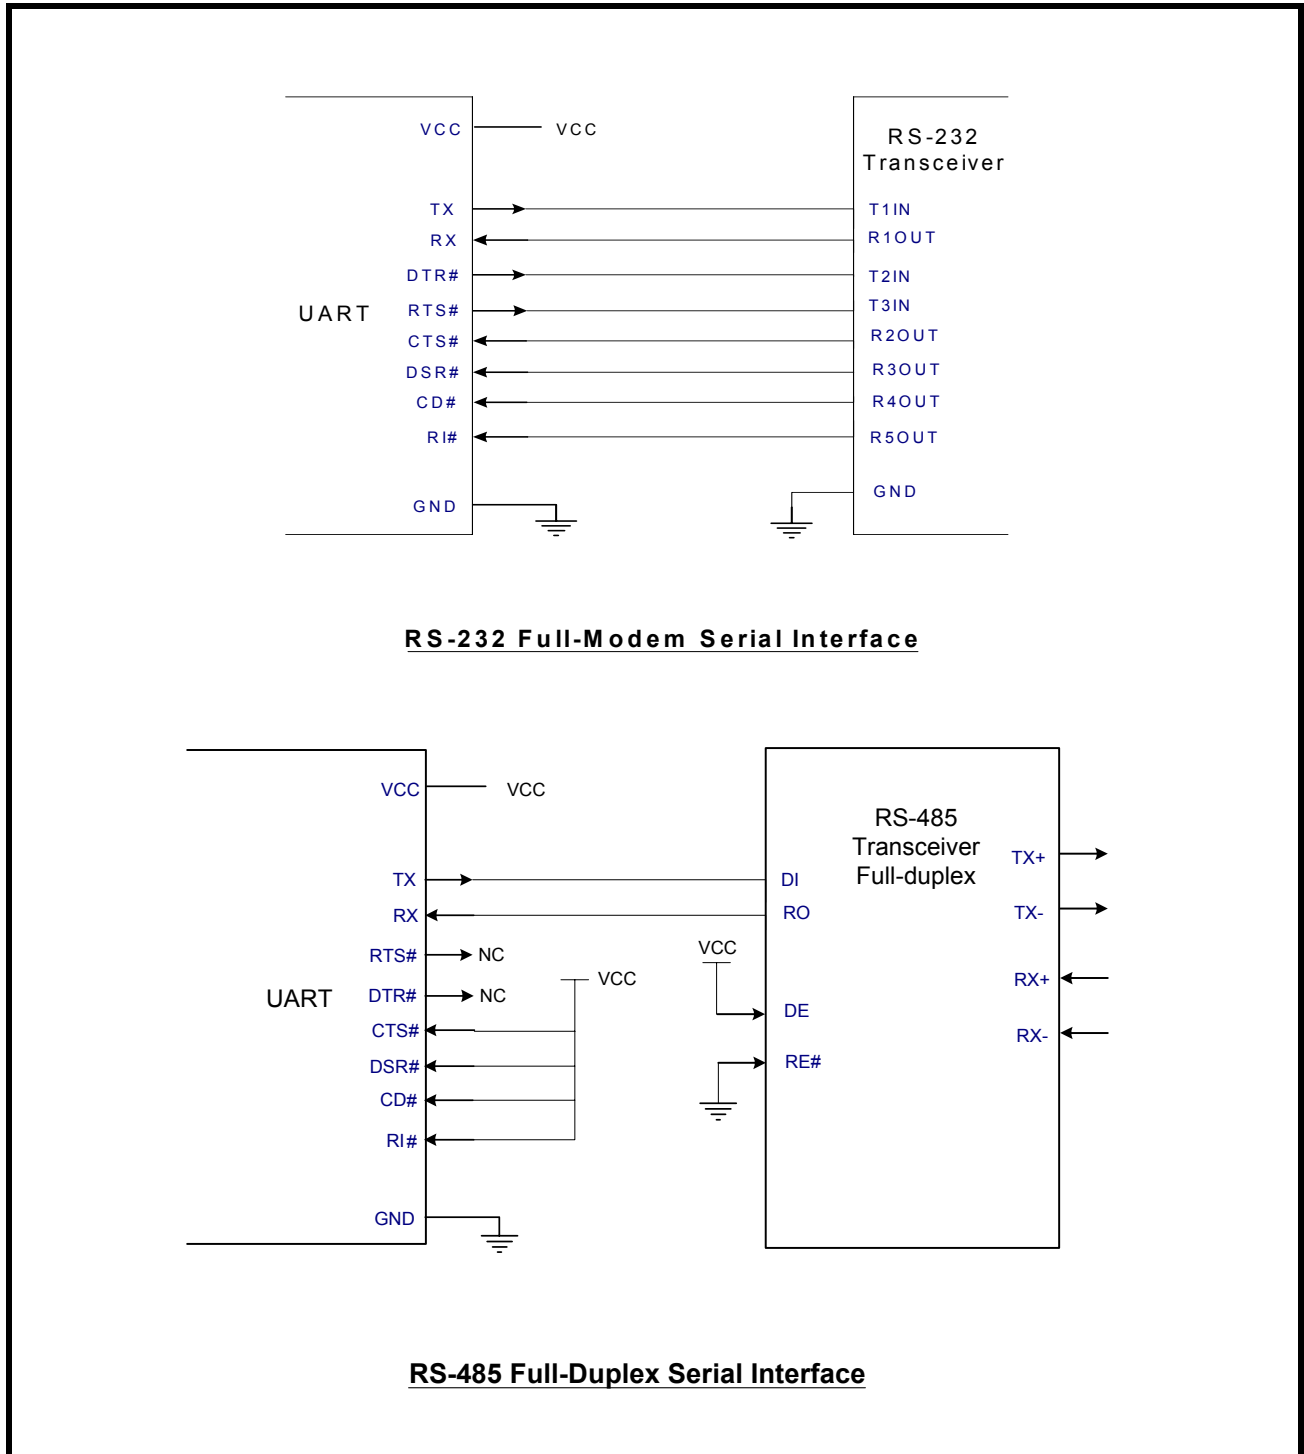 VCC
VCC
RS-232
Transceiver
TX
T1IN
RX
R1OUT
DTR#
T2IN
UART
RTS#
T3IN
CTS#
R2OUT
DSR#
R3OUT
CD#
R4OUT
RI#
R5OUT
GND
GND
RS-232 Full-Modem Serial Interface
VCC
VCC
RS-485
Transceiver
Full-duplex
TX+
TX
DI
RX
RO
TX-
RTS#
NC
VCC
VCC
RX+
UART
DTR#
NC
DE
CTS#
RX-
DSR#
RE#
CD#
RI#
GND
RS-485 Full-Duplex Serial Interface